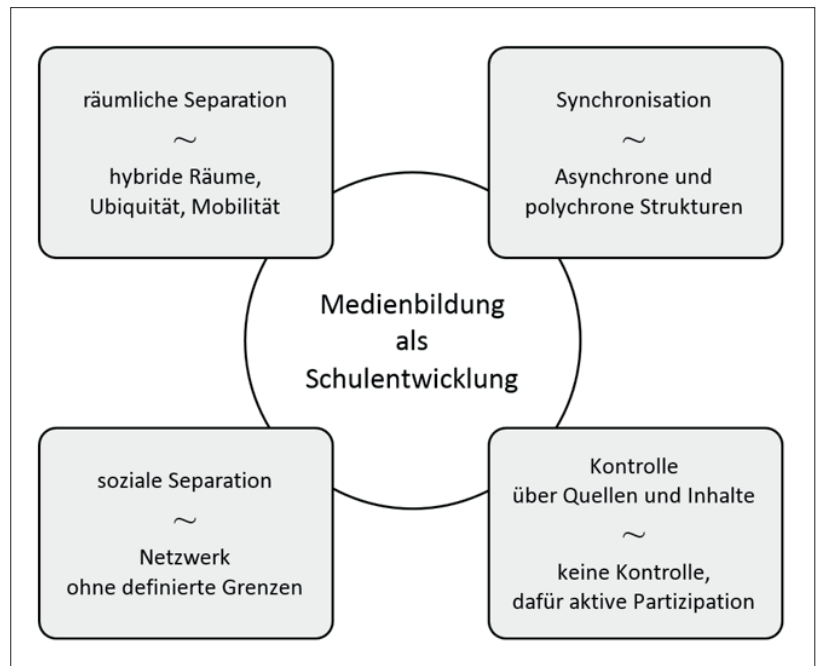 räumliche Separation
~
hybride Räume,
Ubiquität, Mobilität
Synchronisation
~
Asynchrone und
polychrone Strukturen
Medienbildung
als
Schulentwicklung
soziale Separation
~
Netzwerk
ohne definierte Grenzen
Kontrolle
über Quellen und Inhalte
~
keine Kontrolle,
dafür aktive Partizipation